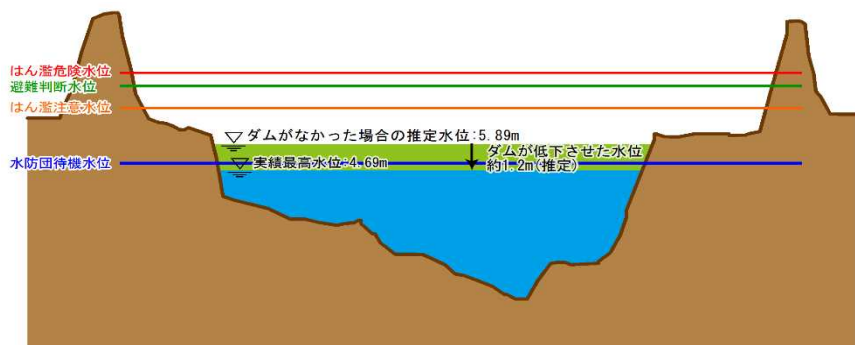 はん濫危険水位
避難判断水位
はん濫注意水位
ダムがなかった場合の推定水位:5.89m
ダムが低下させた水位
約1.2m(推定)
水防団待機水位
実績最高水位:4.69m